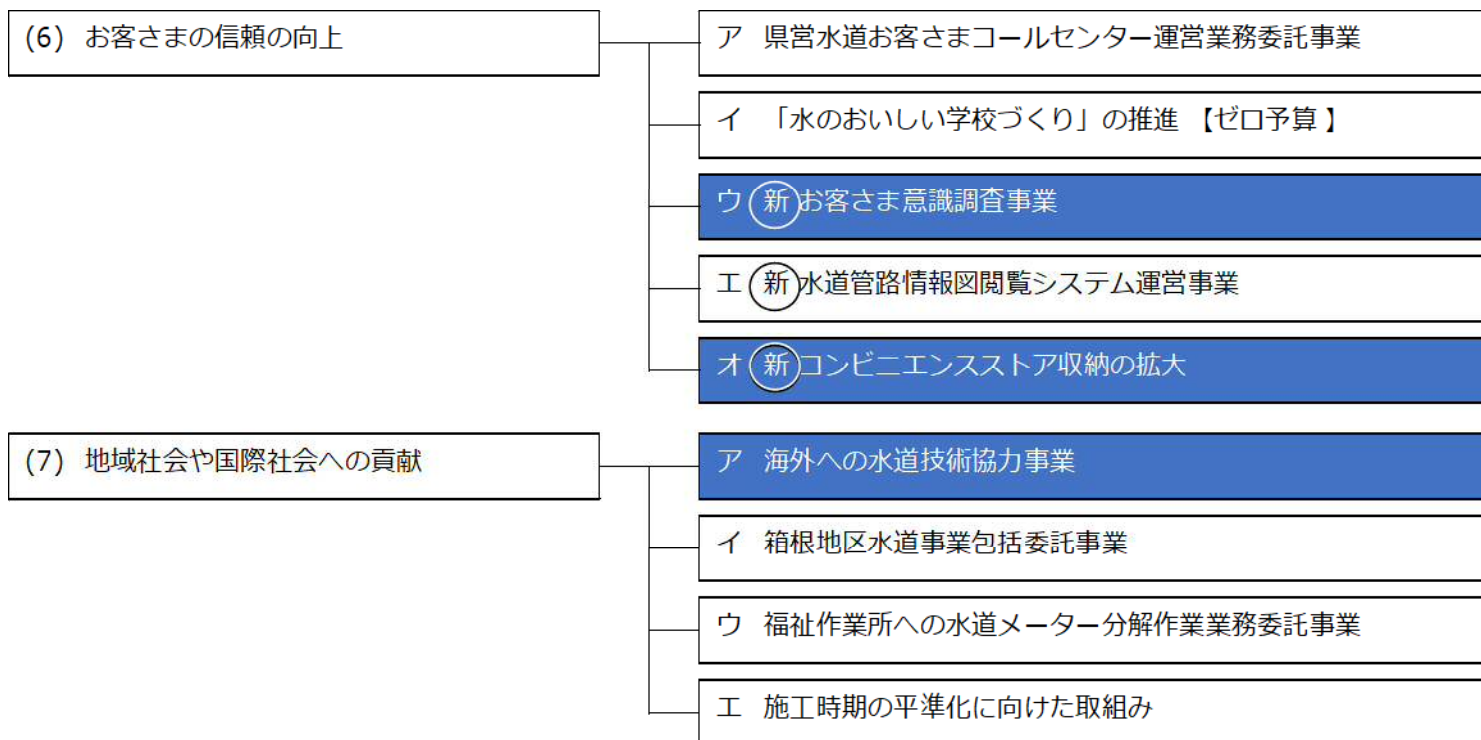 (6) お客さまの信頼の向上
ア 県営水道お客さまコールセンター運営業務委託事業
イ 「水のおいしい学校づくり」の推進 【ゼロ予算 】
ウ 新 お客さま意識調査事業
エ 新 水道管路情報図閲覧システム運営事業
オ 新 コンビニエンスストア収納の拡大
(7) 地域社会や国際社会への貢献
ア 海外への水道技術協力事業
イ 箱根地区水道事業包括委託事業
ウ 福祉作業所への水道メーター分解作業業務委託事業
エ 施工時期の平準化に向けた取組み